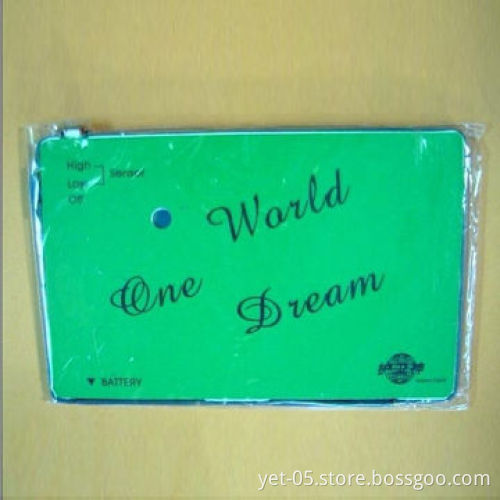 High
Low
Off
Sensor
World
One
Dream
▼ BATTERY
yet-05.store.bossgoo.com